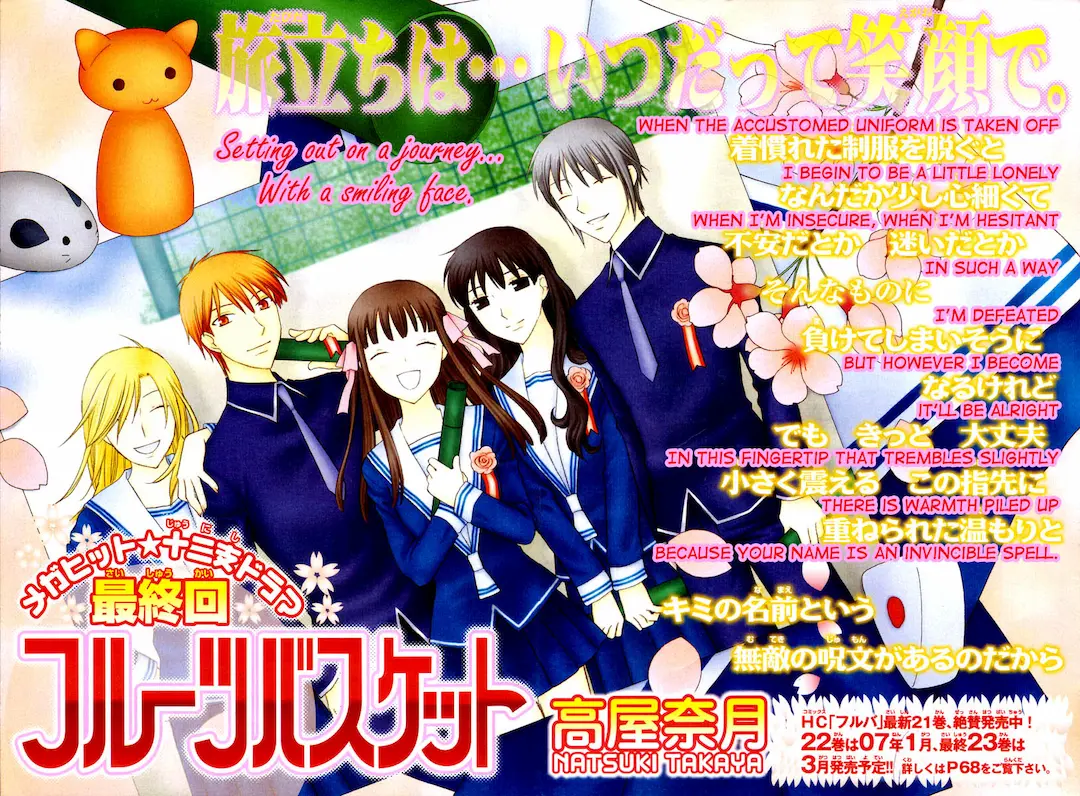 旅立ちは…いつだって笑顔で。
Setting out on a journey...
With a smiling face.
WHEN THE ACCUSTOMED UNIFORM IS TAKEN OFF
着慣れた制服を脱ぐと
I BEGIN TO BE A LITTLE LONELY
なんだか少し心細くて
WHEN I'M INSECURE, WHEN I'M HESITANT
不安だとか 迷いだとか
IN SUCH A WAY
そんなものに
I'M DEFEATED
負けてしまいそうに
BUT HOWEVER I BECOME
なるけれど
IT'LL BE ALRIGHT
でも きっと 大丈夫
IN THIS FINGERTIP THAT TREMBLES SLIGHTLY
小さく震える この指先に
THERE IS WARMTH PILED UP
重ねられた温もりと
BECAUSE YOUR NAME IS AN INVINCIBLE SPELL.
キミの名前という
無敵の呪文があるのだから
メガヒット★十二支ドラマ
最終回
フルーツバスケット
高屋奈月
NATSUKI TAKAYA
HC「フルバ」最新21巻、絶賛発売中！
22巻は07年1月、最終23巻は
3月発売予定!! 詳しくはP68をご覧下さい。